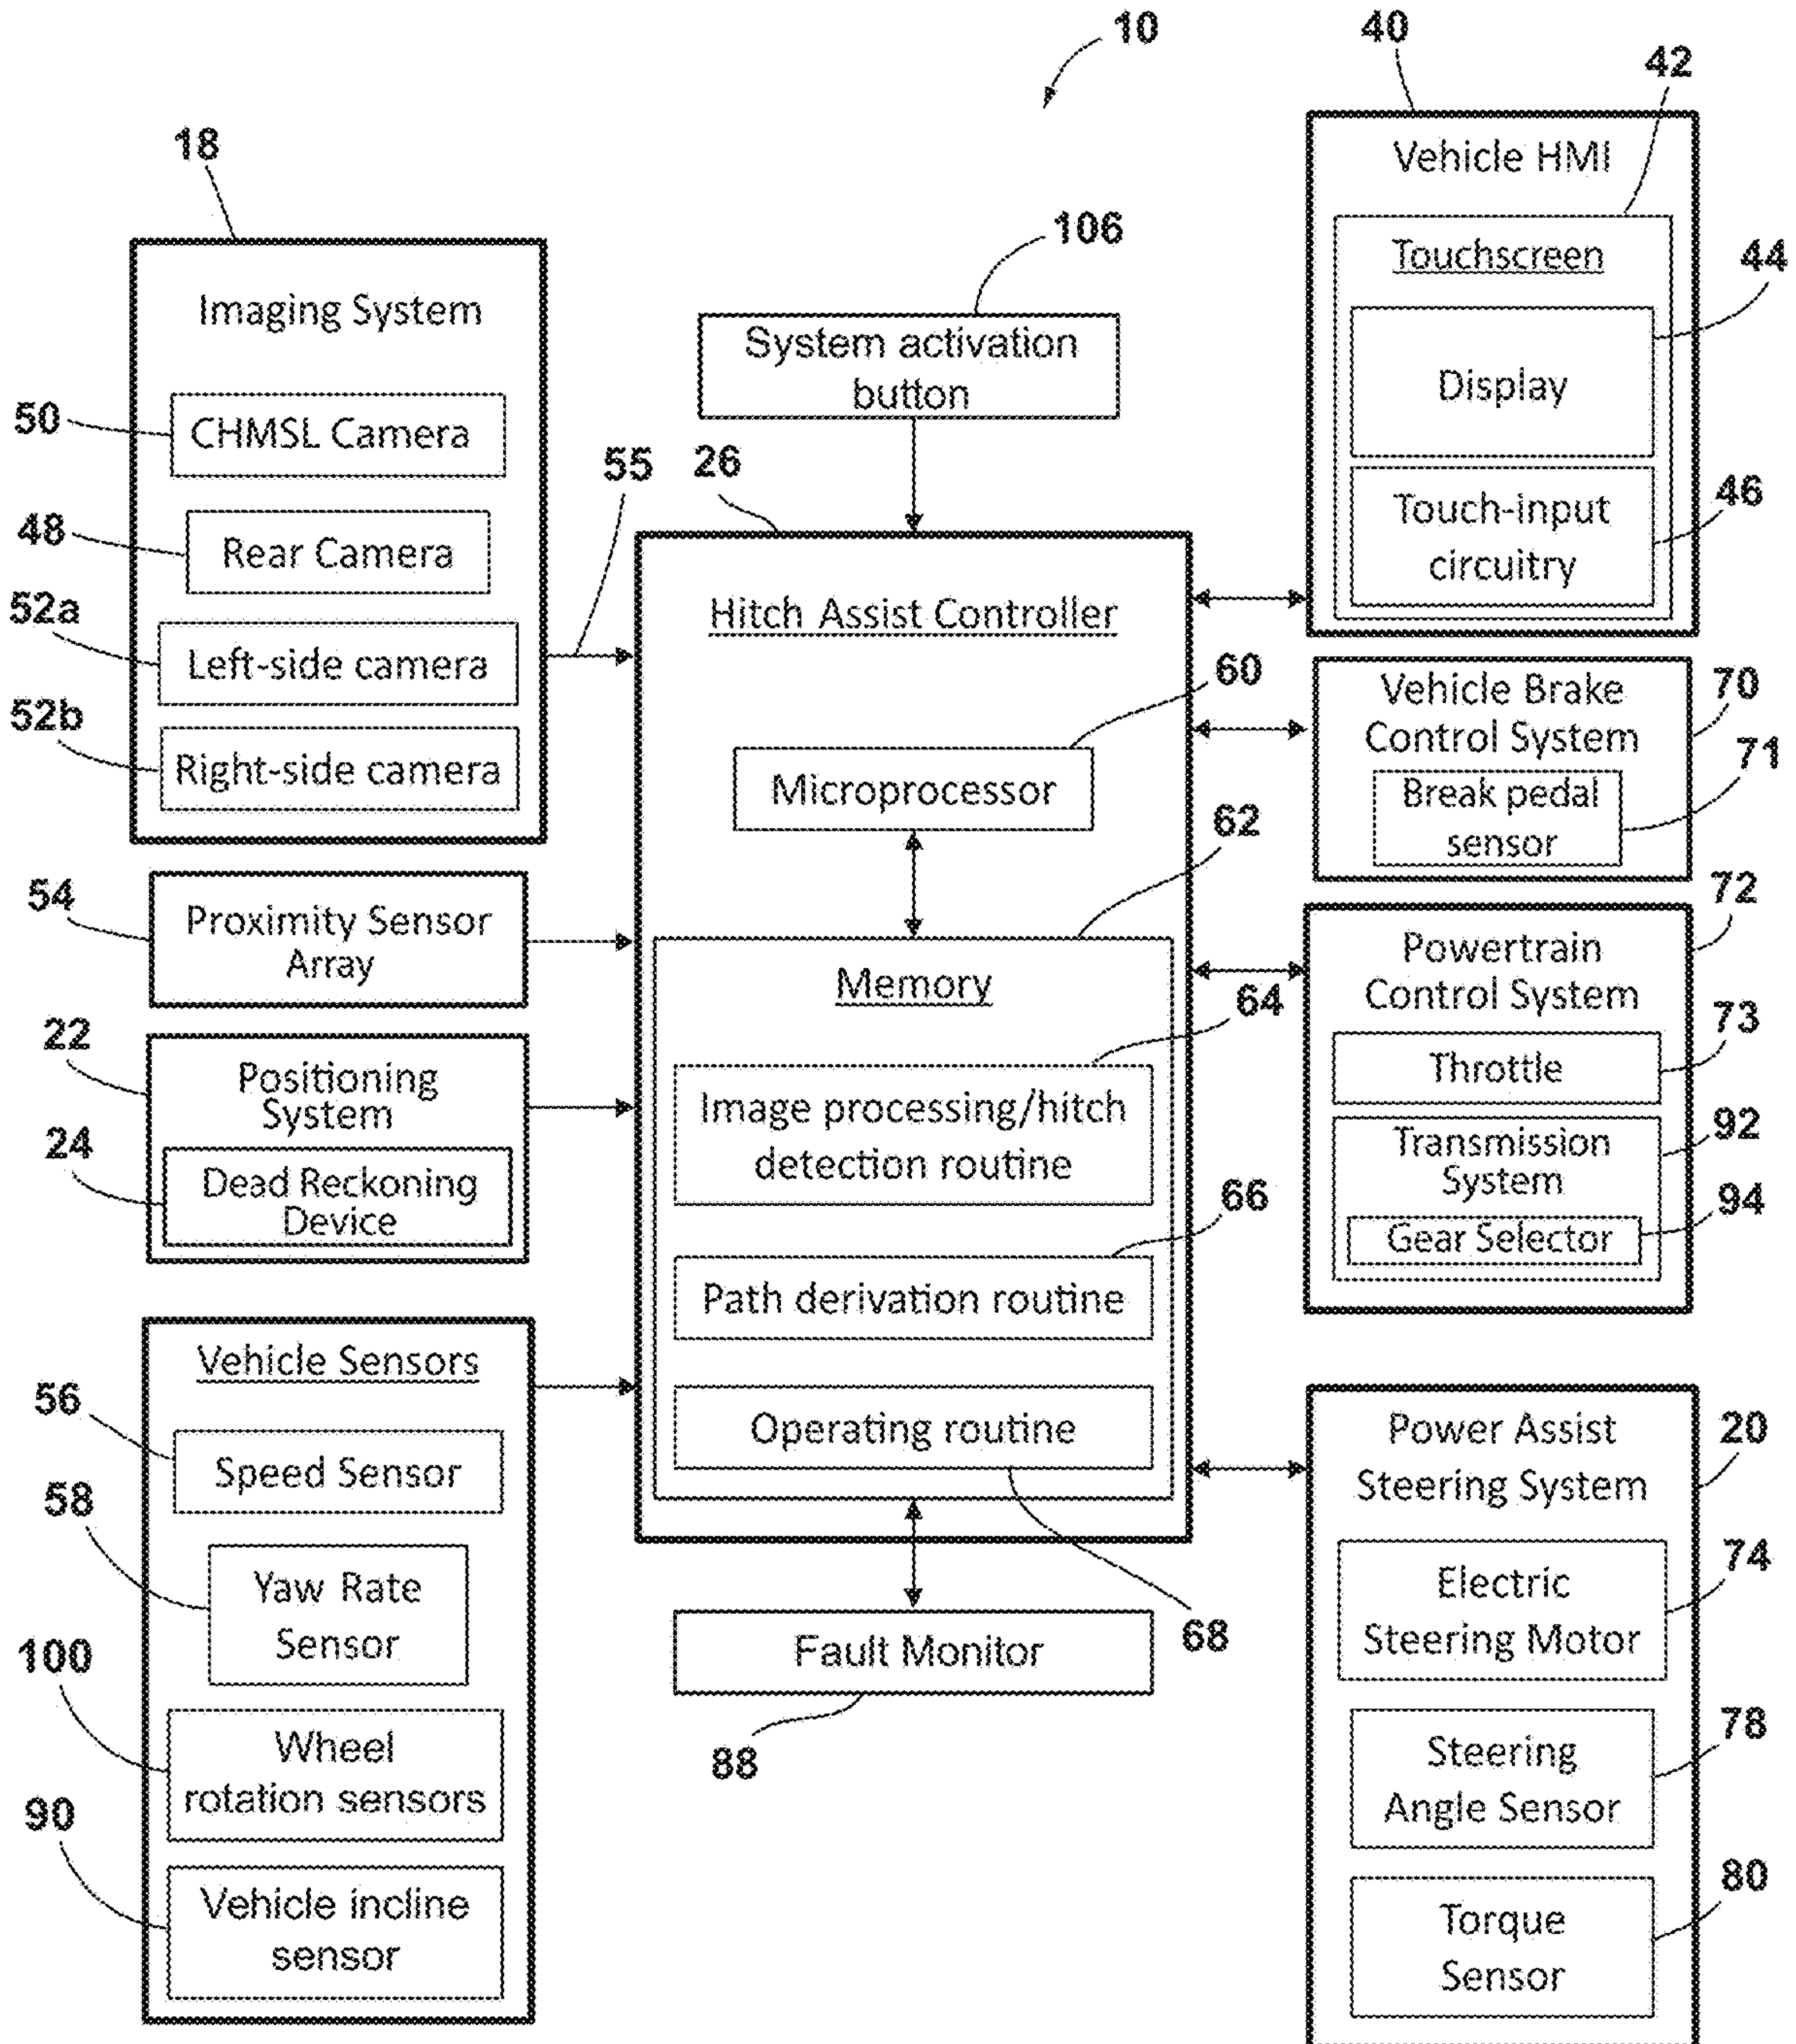 10
40
42
18
Vehicle HMI
106
Touchscreen
44
Imaging System
System activation
button
Display
50
CHMSL Camera
55
26
46
Touch-input
circuitry
48
Rear Camera
52a
Hitch Assist Controller
Left-side camera
60
Vehicle Brake
Control System
70
52b
71
Right-side camera
Microprocessor
Break pedal
sensor
62
54
72
Proximity Sensor
Array
Powertrain
Control System
Memory
64
73
22
Positioning
System
Throttle
Image processing/hitch
detection routine
24
92
Transmission
System
Dead Reckoning
Device
66
94
Gear Selector
Path derivation routine
Vehicle Sensors
56
Operating routine
Power Assist
Steering System
20
Speed Sensor
58
74
Yaw Rate
Sensor
Electric
Steering Motor
68
100
Fault Monitor
Wheel
rotation sensors
88
78
Steering
Angle Sensor
90
Vehicle incline
sensor
80
Torque
Sensor